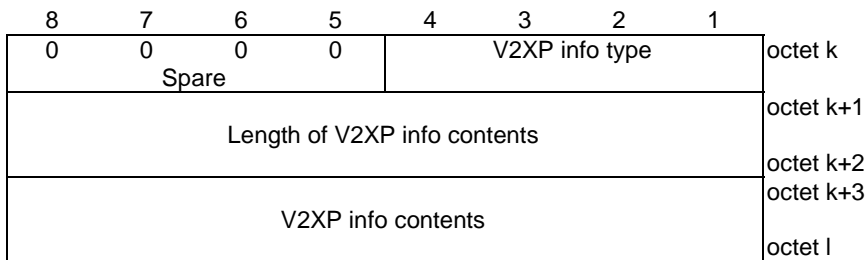 8 7 6 5 4 3 2 1
0 0 0 0 V2XP info type octet k
Spare
octet k+1
Length of V2XP info contents
octet k+2
octet k+3
V2XP info contents
octet l